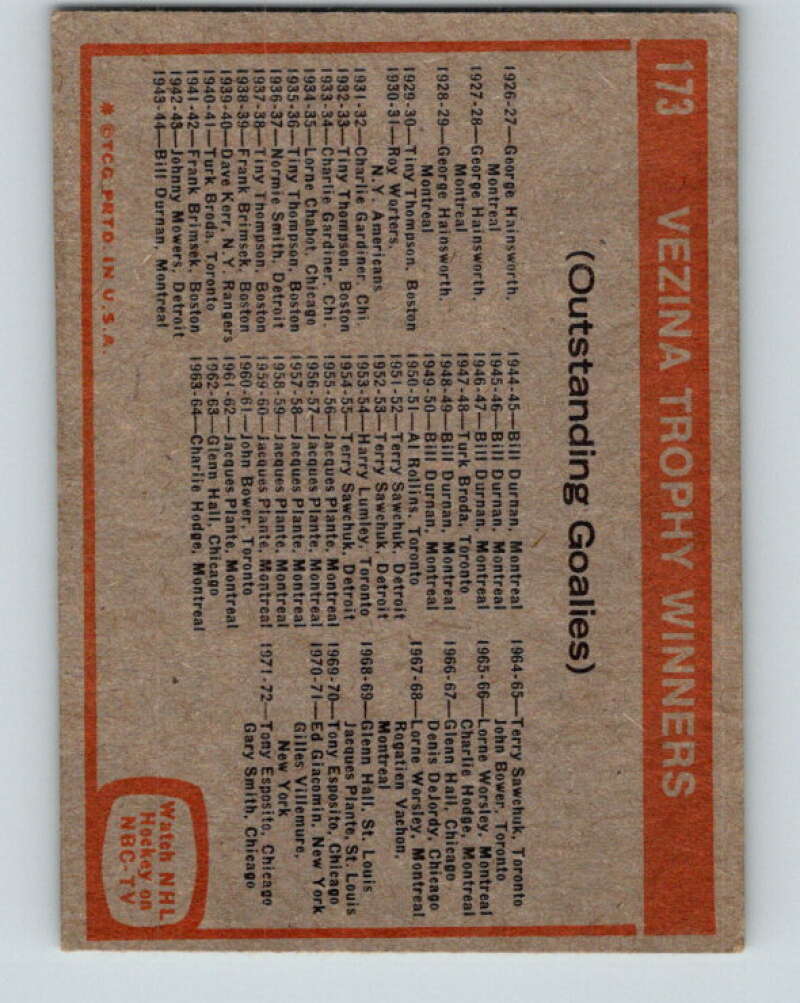 173 VEZINA TROPHY WINNERS
(Outstanding Goalies)
1926-27—George Hainsworth,
Montreal
1927-28—George Hainsworth,
Montreal
1928-29—George Hainsworth,
Montreal
1929-30—Tiny Thompson, Boston
1930-31—Roy Worters,
N.Y. Americans
1931-32—Charlie Gardiner, Chi.
1932-33—Tiny Thompson, Boston
1933-34—Charlie Gardiner, Chi.
1934-35—Lorne Chabot, Chicago
1935-36—Tiny Thompson, Boston
1936-37—Normie Smith, Detroit
1937-38—Tiny Thompson, Boston
1938-39—Frank Brimsek, Boston
1939-40—Dave Kerr, N.Y. Rangers
1940-41—Turk Broda, Toronto
1941-42—Frank Brimsek, Boston
1942-43—Johnny Mowers, Detroit
1943-44—Bill Durnan, Montreal
1944-45—Bill Durnan, Montreal
1945-46—Bill Durnan, Montreal
1946-47—Bill Durnan, Montreal
1947-48—Turk Broda, Toronto
1948-49—Bill Durnan, Montreal
1949-50—Bill Durnan, Montreal
1950-51—Al Rollins, Toronto
1951-52—Terry Sawchuk, Detroit
1952-53—Terry Sawchuk, Detroit
1953-54—Harry Lumley, Toronto
1954-55—Terry Sawchuk, Detroit
1955-56—Jacques Plante, Montreal
1956-57—Jacques Plante, Montreal
1957-58—Jacques Plante, Montreal
1958-59—Jacques Plante, Montreal
1959-60—Jacques Plante, Montreal
1960-61—John Bower, Toronto
1961-62—Jacques Plante, Montreal
1962-63—Glenn Hall, Chicago
1963-64—Charlie Hodge, Montreal
1964-65—Terry Sawchuk, Toronto
John Bower, Toronto
1965-66—Lorne Worsley, Montreal
Charlie Hodge, Montreal
1966-67—Glenn Hall, Chicago
Denis DeJordy, Chicago
1967-68—Lorne Worsley, Montreal
Rogatien Vachon,
Montreal
1968-69—Glenn Hall, St. Louis
Jacques Plante, St. Louis
1969-70—Tony Esposito, Chicago
1970-71—Ed Giacomin, New York
Gilles Villemure,
New York
1971-72—Tony Esposito, Chicago
Gary Smith, Chicago
* ©TCG PRTD. IN U.S.A.
Watch NHL
Hockey on
NBC-TV